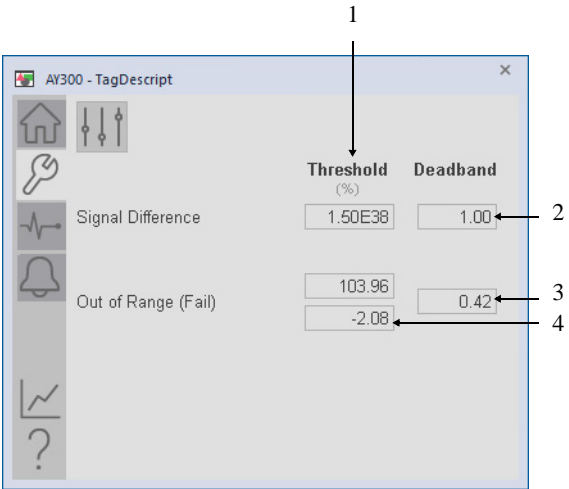 1
AY300 - TagDescript
Threshold Deadband
(%)
Signal Difference 1.50E38 1.00 2
103.96
Out of Range (Fail) 0.42 3
-2.08 4
?